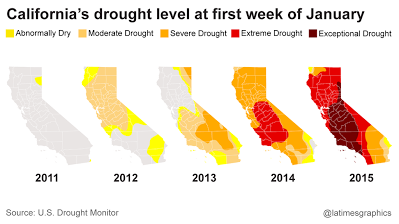 California's drought level at first week of January
Abnormally Dry Moderate Drought Severe Drought Extreme Drought Exceptional Drought
2011 2012 2013 2014 2015
Source: U.S. Drought Monitor @latimesgraphics